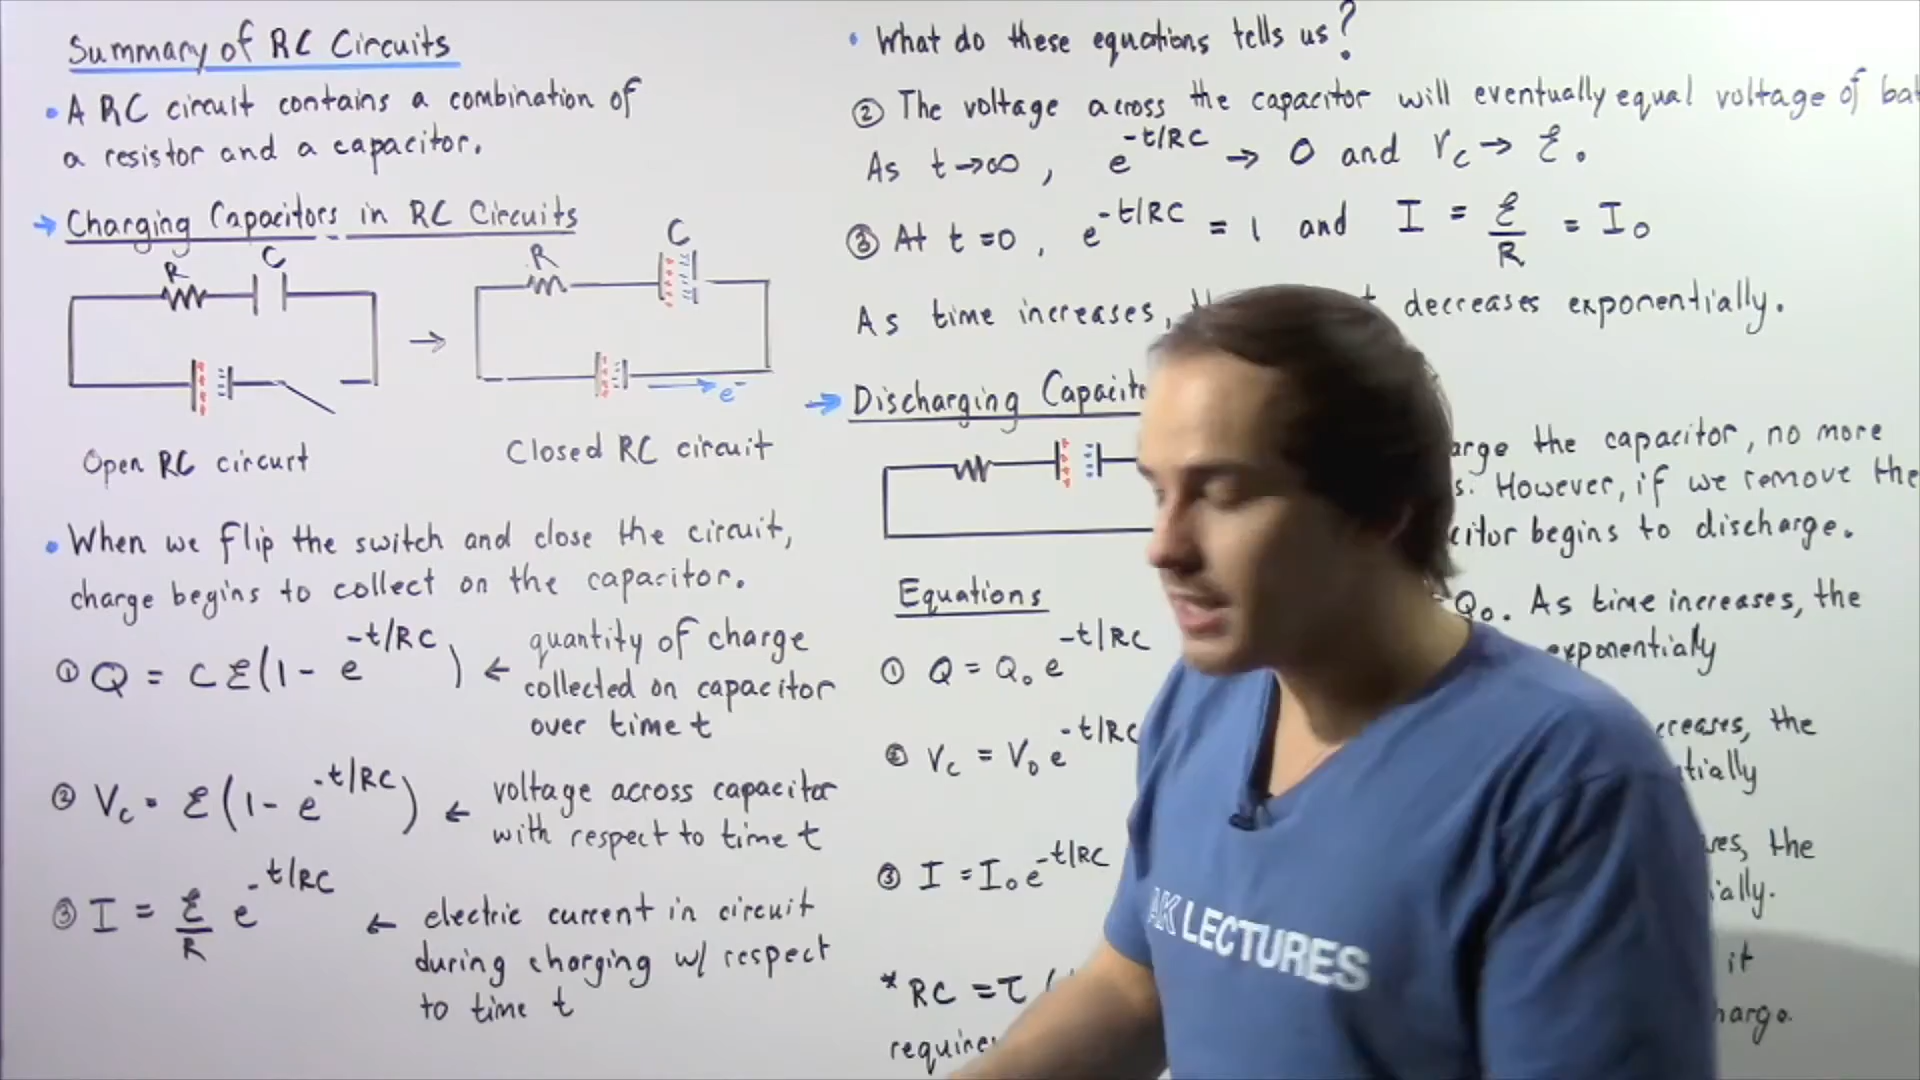 Summary of RC Circuits
• A RC circuit contains a combination of
a resistor and a capacitor.
→ Charging Capacitors in RC Circuits
R C
R C
→
e⁻
Open RC circuit
Closed RC circuit
• When we flip the switch and close the circuit,
charge begins to collect on the capacitor.
① Q = Cℰ(1 - e^-t/RC) ← quantity of charge
collected on capacitor
over time t
② Vc = ℰ(1 - e^-t/RC) ← voltage across capacitor
with respect to time t
③ I = ℰ/R e^-t/RC ← electric current in circuit
during charging w/ respect
to time t
• What do these equations tells us?
② The voltage across the capacitor will eventually equal voltage of
As t→∞, e^-t/RC → 0 and Vc → ℰ.
③ At t=0, e^-t/RC = 1 and I = ℰ/R = I₀
As time increases, decreases exponentially.
→ Discharging
the capacitor, no more
However, if we remove the
begins to discharge.
Equations
① Q = Q₀e^-t/RC
Q₀. As time increases, the
exponentially
② Vc = V₀e^-t/RC
the
③ I = I₀e^-t/RC
the
*RC = τ
it
AK LECTURES